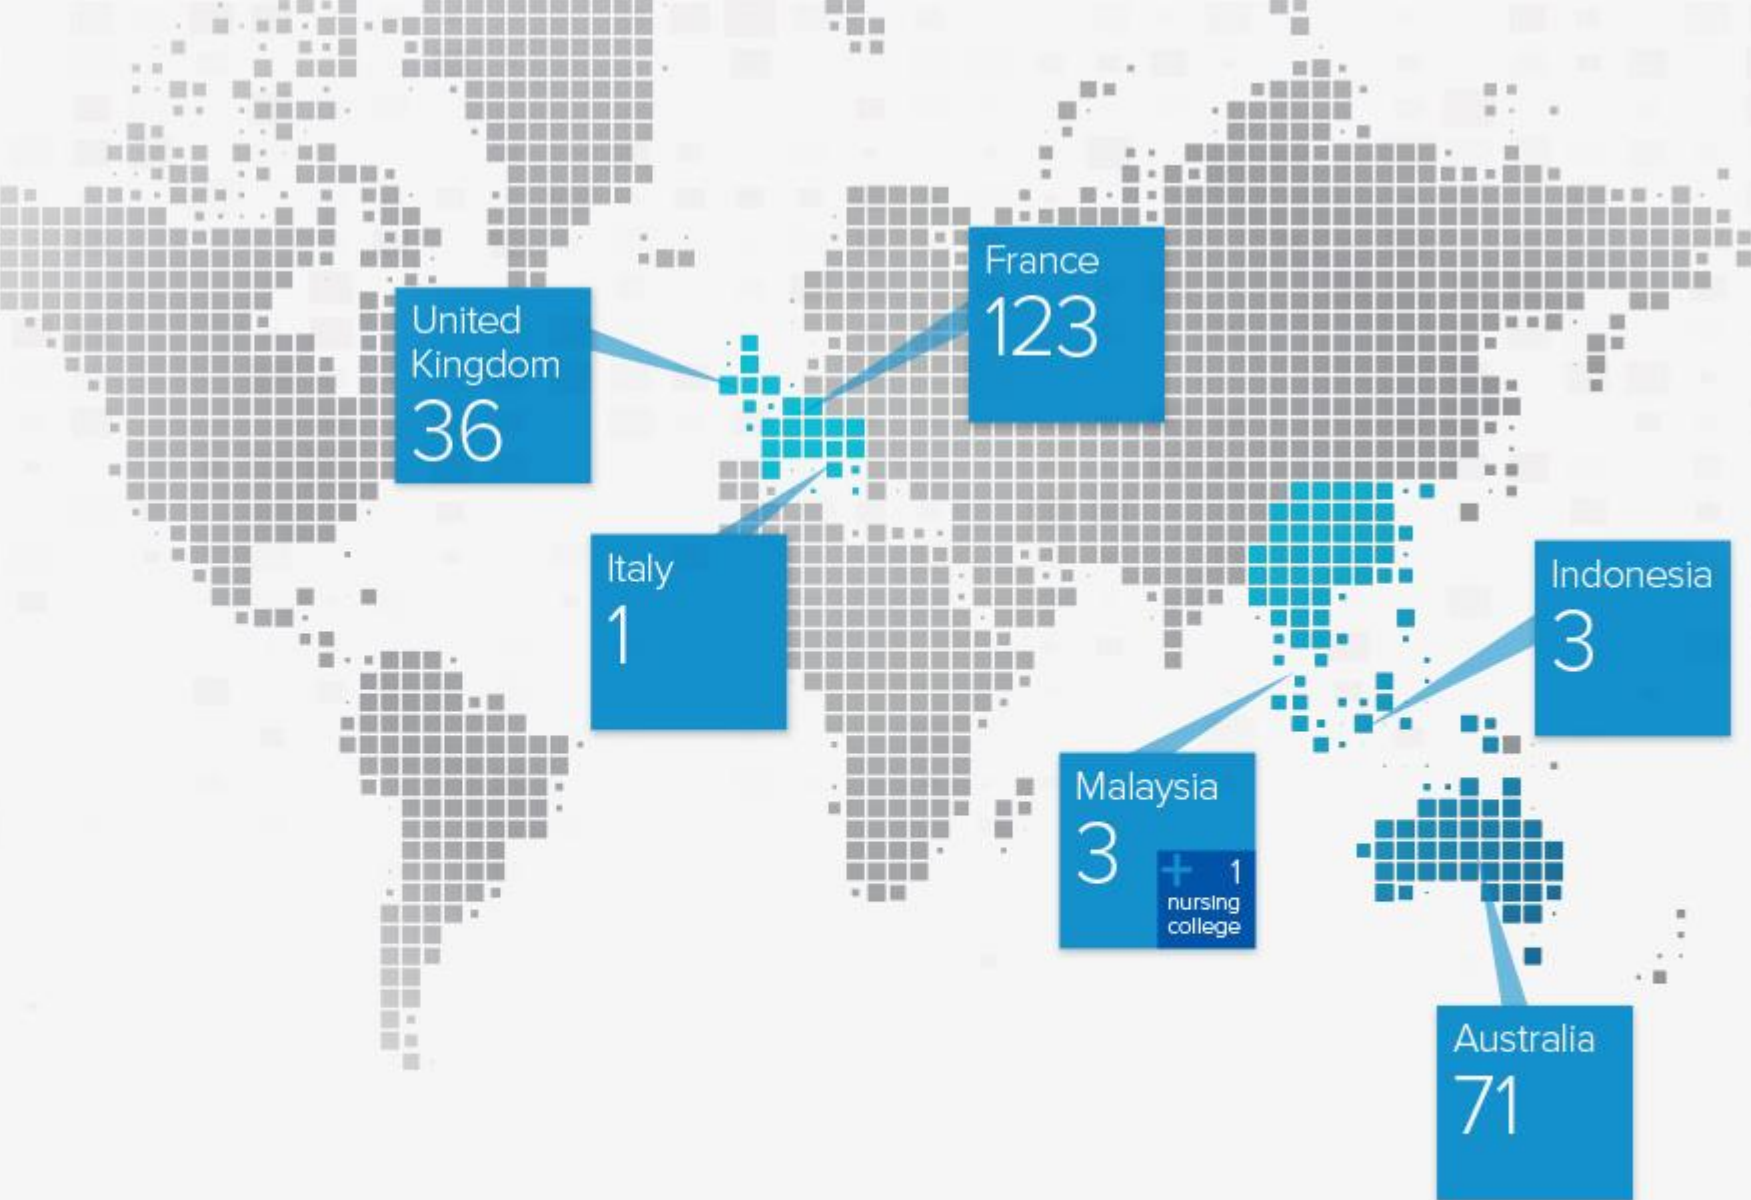 France
123
United
Kingdom
36
Italy
1
Indonesia
3
Malaysia
3
+ 1
nursing
college
Australia
71